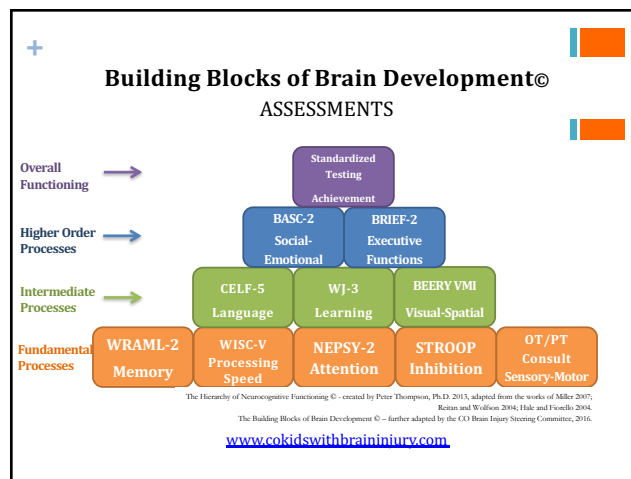 +
Building Blocks of Brain Development©
ASSESSMENTS
Overall
Functioning
Standardized
Testing
Achievement
Higher Order
Processes
BASC-2
Social-
Emotional
BRIEF-2
Executive
Functions
Intermediate
Processes
CELF-5
Language
WJ-3
Learning
BEERY VMI
Visual-Spatial
Fundamental
Processes
WRAML-2
Memory
WISC-V
Processing
Speed
NEPSY-2
Attention
STROOP
Inhibition
OT/PT
Consult
Sensory-Motor
The Hierarchy of Neurocognitive Functioning © - created by Peter Thompson, Ph.D. 2013, adapted from the works of Miller 2007;
Reitan and Wolfson 2004; Hale and Fiorello 2004.
The Building Blocks of Brain Development © – further adapted by the CO Brain Injury Steering Committee, 2016.
www.cokidswithbraininjury.com